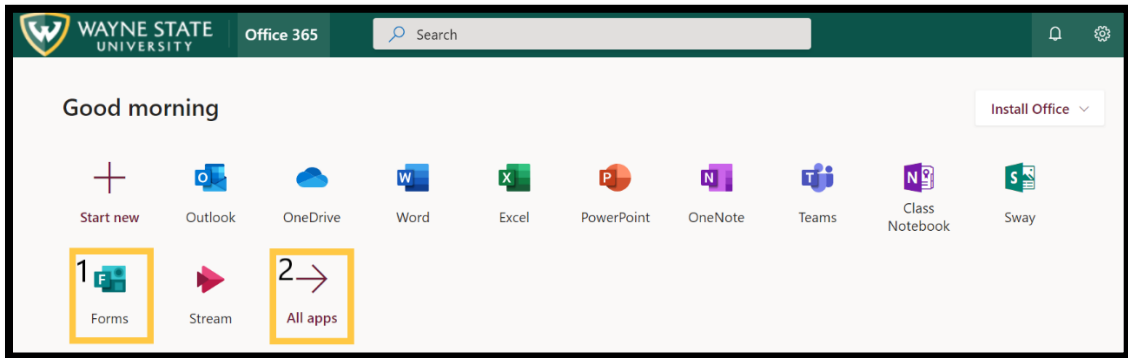 WAYNE STATE
UNIVERSITY
Office 365
Search
Good morning
Install Office
Start new
Outlook
OneDrive
Word
Excel
PowerPoint
OneNote
Teams
Class
Notebook
Sway
1
Forms
Stream
2
All apps